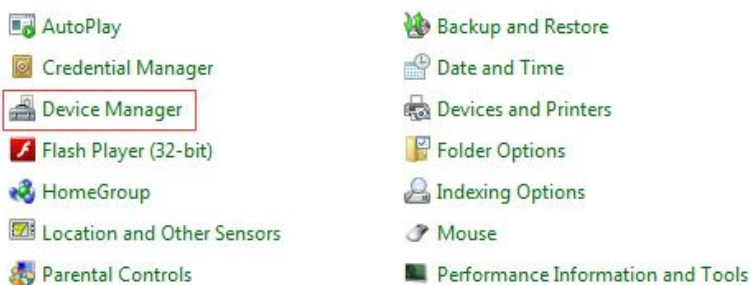 AutoPlay
Backup and Restore
Credential Manager
Date and Time
Device Manager
Devices and Printers
Flash Player (32-bit)
Folder Options
HomeGroup
Indexing Options
Location and Other Sensors
Mouse
Parental Controls
Performance Information and Tools